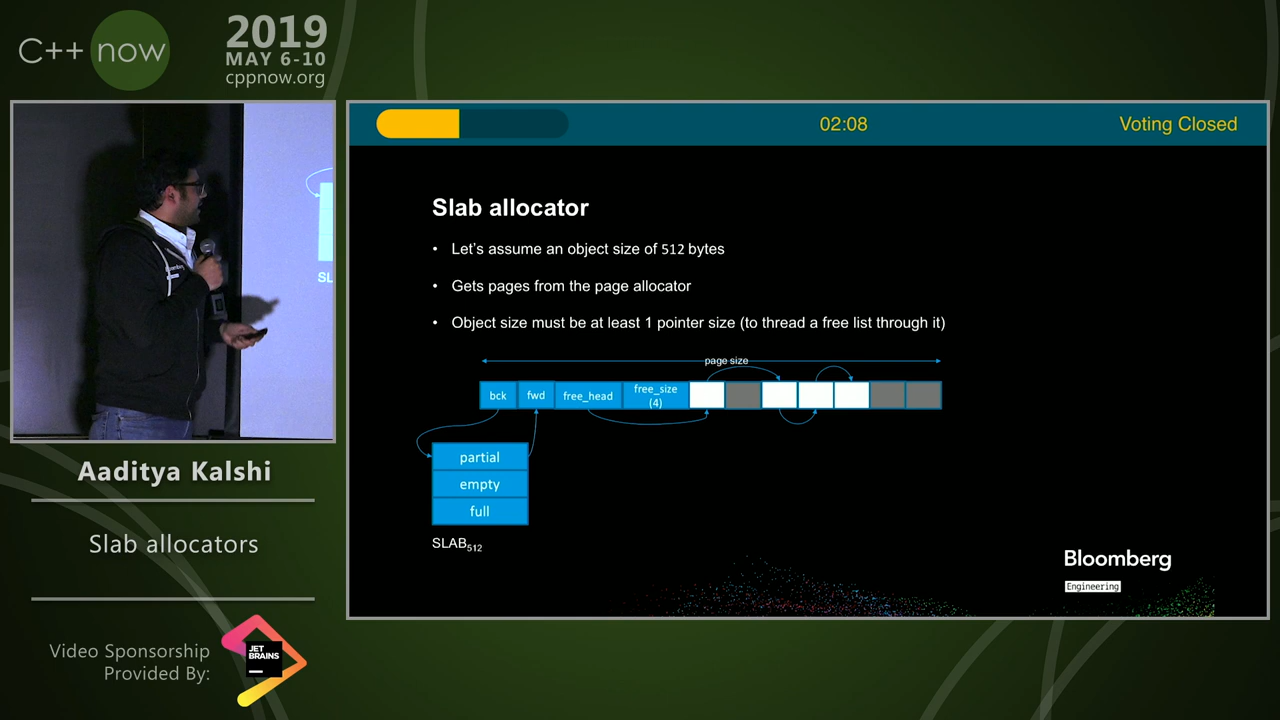 C++ now
2019
MAY 6-10
cppnow.org
02:08
Voting Closed
Slab allocator
• Let's assume an object size of 512 bytes
• Gets pages from the page allocator
• Object size must be at least 1 pointer size (to thread a free list through it)
page size
bck
fwd
free_head
free_size
(4)
partial
empty
full
SLAB512
SL
Bloomberg
Engineering
Aaditya Kalshi
Slab allocators
Video Sponsorship
Provided By:
JET
BRAINS